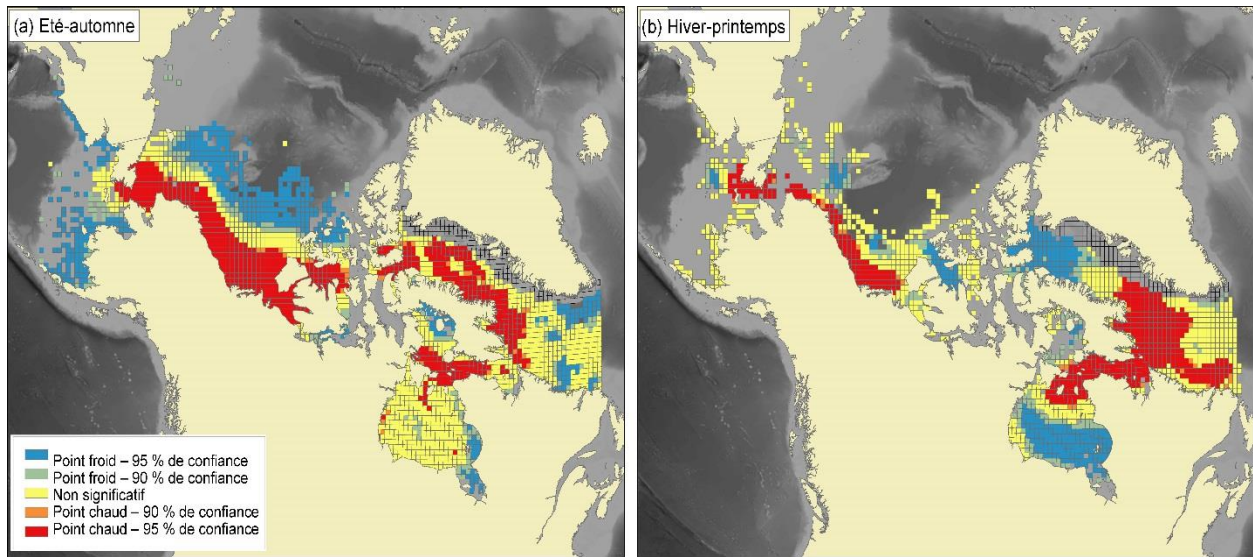 (a) Eté-automne
(b) Hiver-printemps
Point froid – 95 % de confiance
Point froid – 90 % de confiance
Non significatif
Point chaud – 90 % de confiance
Point chaud – 95 % de confiance